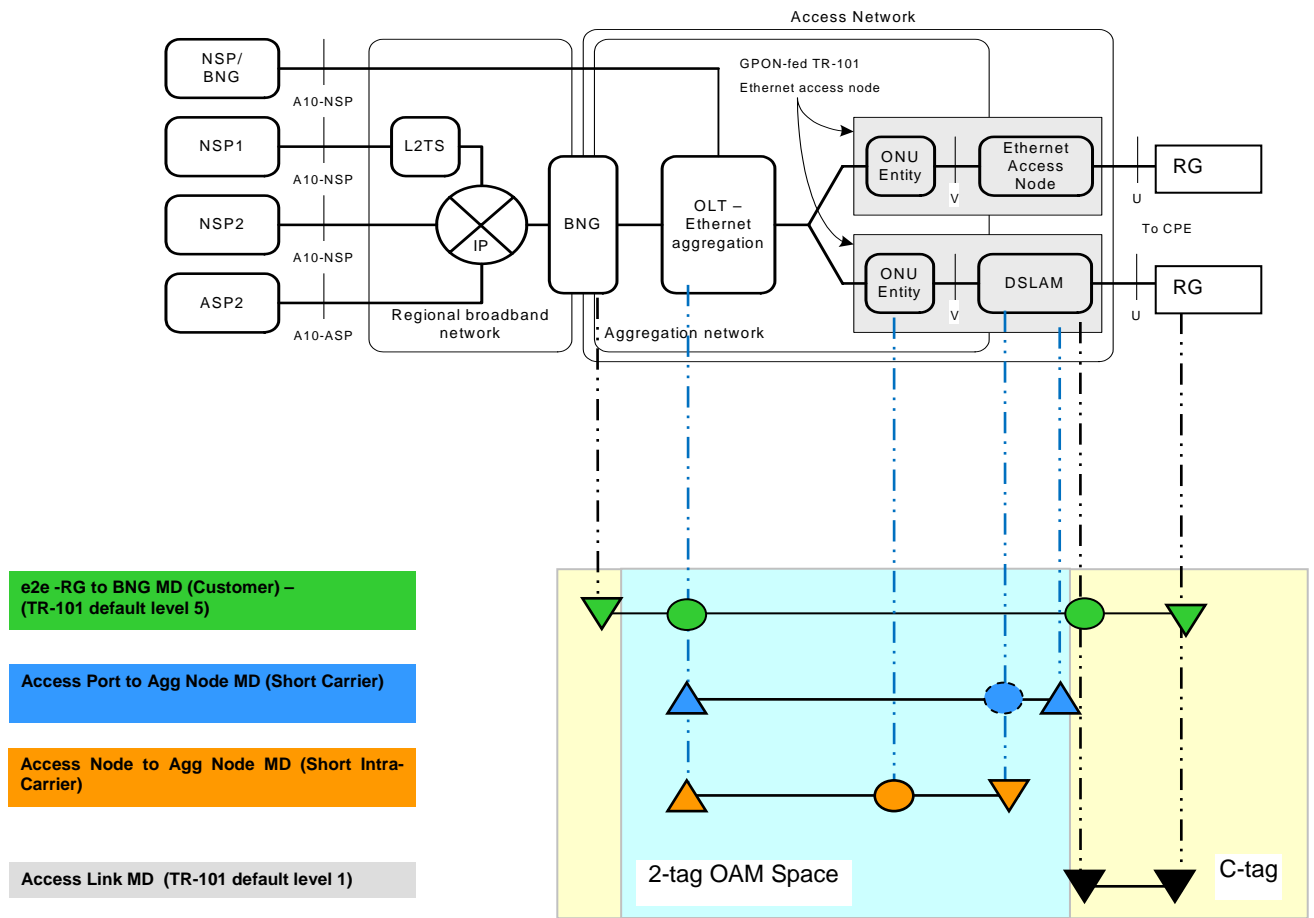 Access Network
NSP/
BNG
GPON-fed TR-101
Ethernet access node
A10-NSP
NSP1
L2TS
ONU
Entity
Ethernet
Access
Node
RG
A10-NSP
V
U
NSP2
IP
BNG
OLT –
Ethernet
aggregation
To CPE
A10-NSP
ASP2
ONU
Entity
DSLAM
RG
Regional broadband
network
Aggregation network
V
U
A10-ASP
e2e -RG to BNG MD (Customer) –
(TR-101 default level 5)
Access Port to Agg Node MD (Short Carrier)
Access Node to Agg Node MD (Short Intra-
Carrier)
Access Link MD (TR-101 default level 1)
2-tag OAM Space
C-tag